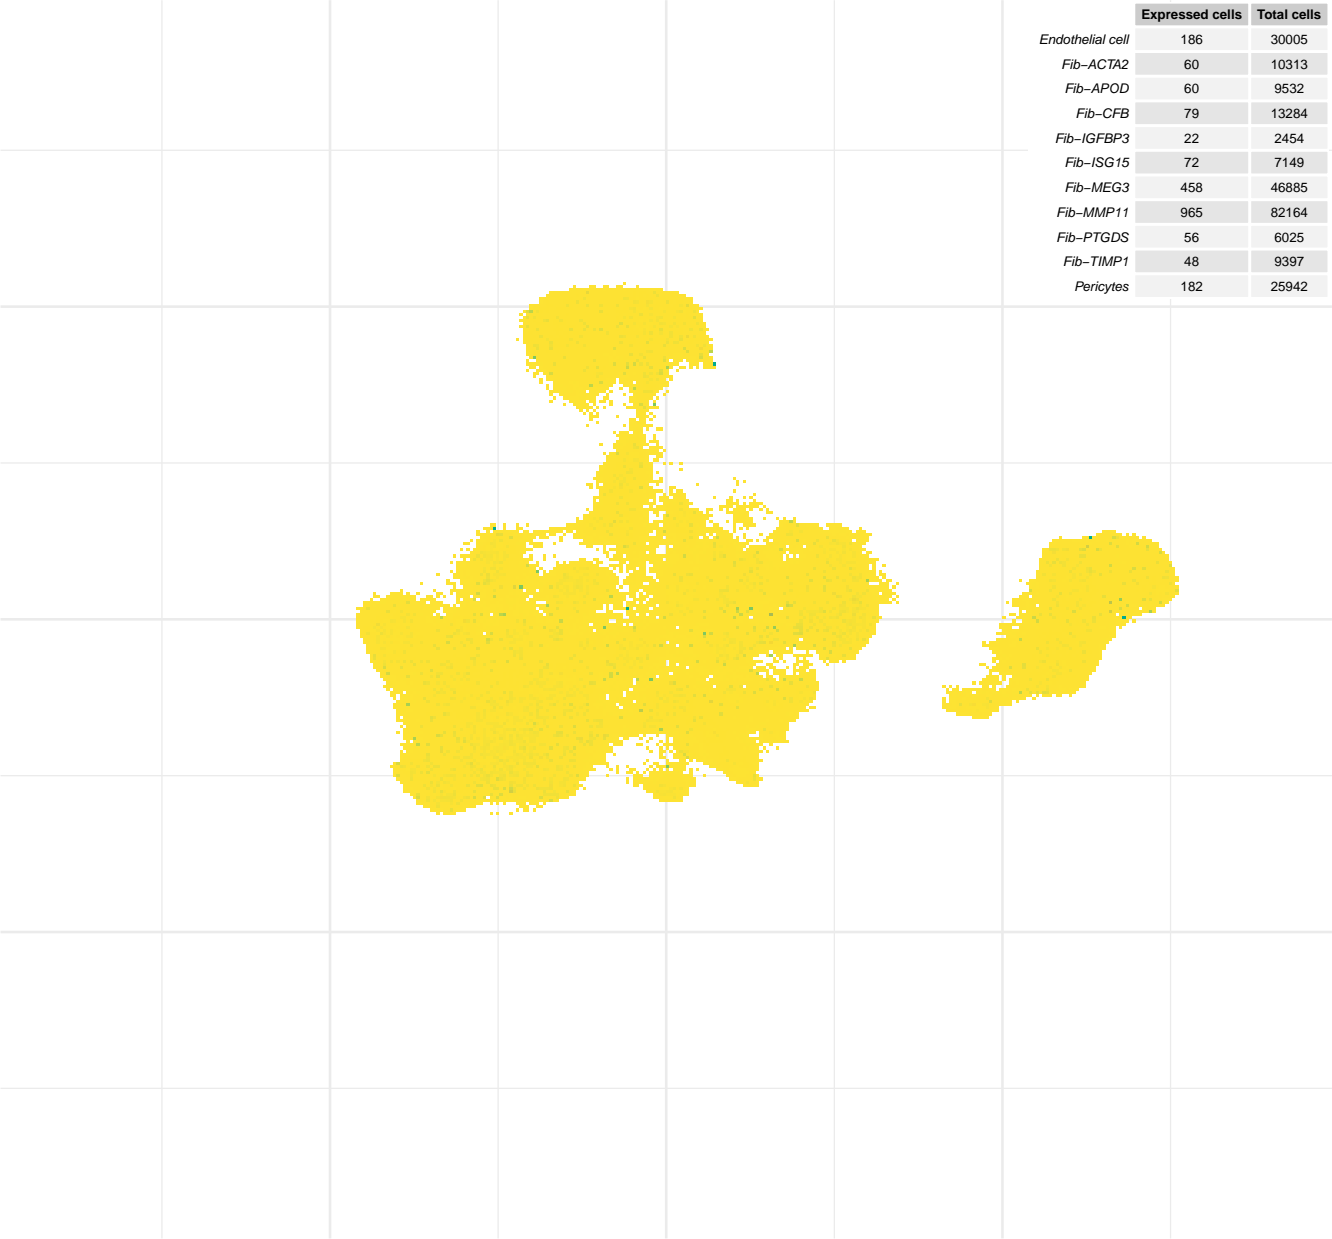 Expressed cells Total cells
Endothelial cell 186 30005
Fib−ACTA2 60 10313
Fib−APOD 60 9532
Fib−CFB 79 13284
Fib−IGFBP3 22 2454
Fib−ISG15 72 7149
Fib−MEG3 458 46885
Fib−MMP11 965 82164
Fib−PTGDS 56 6025
Fib−TIMP1 48 9397
Pericytes 182 25942